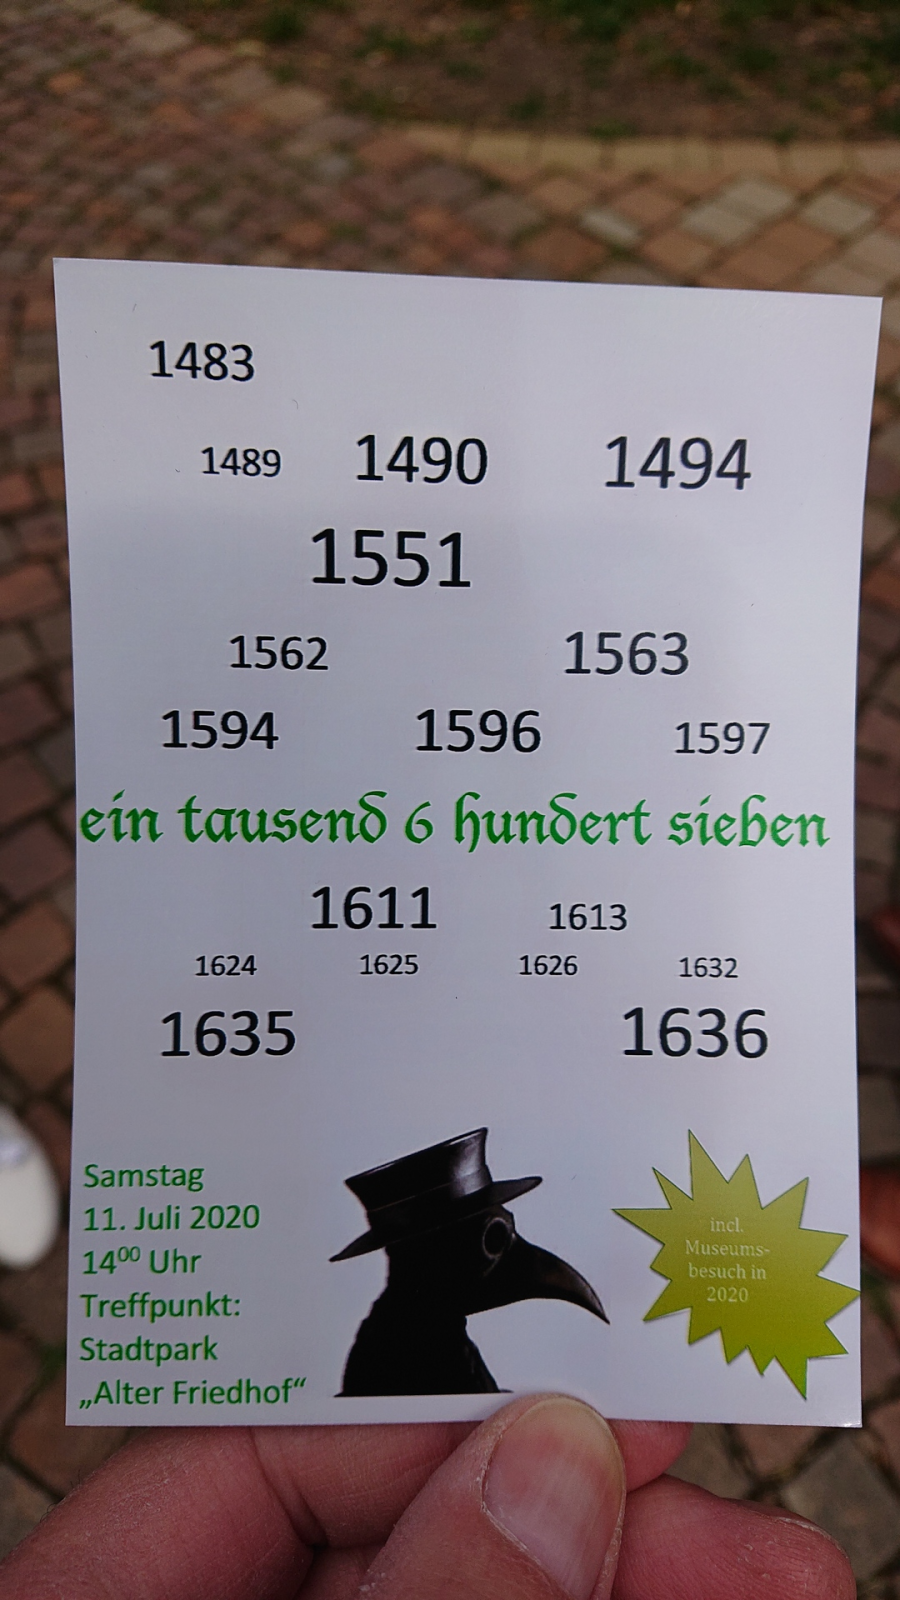 1483
1489 1490 1494
1551
1562 1563
1594 1596 1597
ein tausend 6 hundert sieben
1611 1613
1624 1625 1626 1632
1635 1636
Samstag
11. Juli 2020
14⁰⁰ Uhr
Treffpunkt:
Stadtpark
„Alter Friedhof“
incl.
Museums-
besuch in
2020